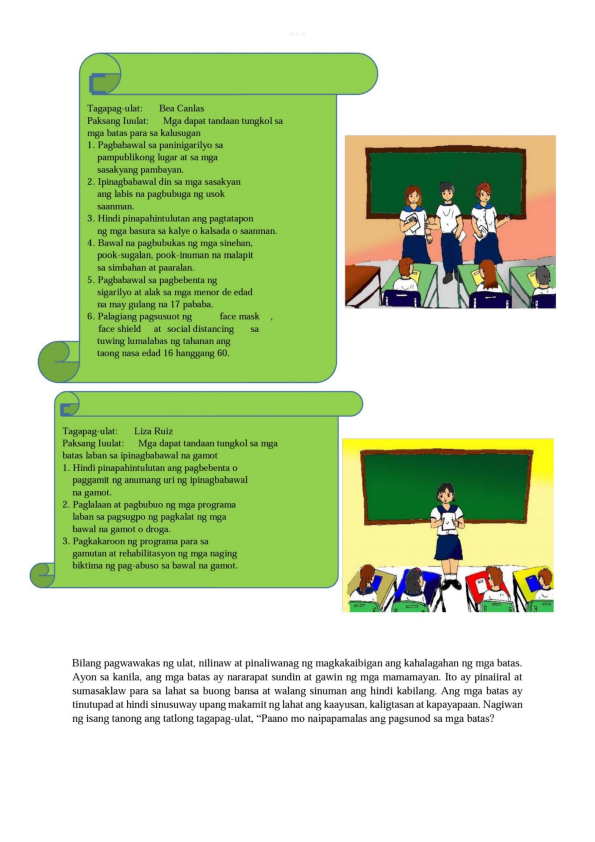 Tagapag-ulat: Bea Canlas
Paksang Iuulat: Mga dapat tandaan tungkol sa
mga batas para sa kalusugan
1. Pagbabawal sa paninigarilyo sa
pampublikong lugar at sa mga
sasakyang pambayan.
2. Ipinagbabawal din sa mga sasakyan
ang labis na pagbubuga ng usok
saanman.
3. Hindi pinapahintulutan ang pagtatapon
ng mga basura sa kalye o kalsada o saanman.
4. Bawal na pagbubukas ng mga sinehan,
pook-sugalan, pook-inuman na malapit
sa simbahan at paaralan.
5. Pagbabawal sa pagbebenta ng
sigarilyo at alak sa mga menor de edad
na may gulang na 17 pababa.
6. Palagiang pagsusuot ng face mask ,
face shield at social distancing sa
tuwing lumalabas ng tahanan ang
taong nasa edad 16 hanggang 60.
Tagapag-ulat: Liza Ruiz
Paksang Iuulat: Mga dapat tandaan tungkol sa mga
batas laban sa ipinagbabawal na gamot
1. Hindi pinapahintulutan ang pagbebenta o
paggamit ng anumang uri ng ipinagbabawal
na gamot.
2. Paglalaan at pagbubuo ng mga programa
laban sa pagsugpo ng pagkalat ng mga
bawal na gamot o droga.
3. Pagkakaroon ng programa para sa
gamutan at rehabilitasyon ng mga naging
biktima ng pag-abuso sa bawal na gamot.
Bilang pagwawakas ng ulat, nilinaw at pinaliwanag ng magkakaibigan ang kahalagahan ng mga batas.
Ayon sa kanila, ang mga batas ay nararapat sundin at gawin ng mga mamamayan. Ito ay pinaiiral at
sumasaklaw para sa lahat sa buong bansa at walang sinuman ang hindi kabilang. Ang mga batas ay
tinutupad at hindi sinusuway upang makamit ng lahat ang kaayusan, kaligtasan at kapayapaan. Nagiwan
ng isang tanong ang tatlong tagapag-ulat, “Paano mo naipapamalas ang pagsunod sa mga batas?